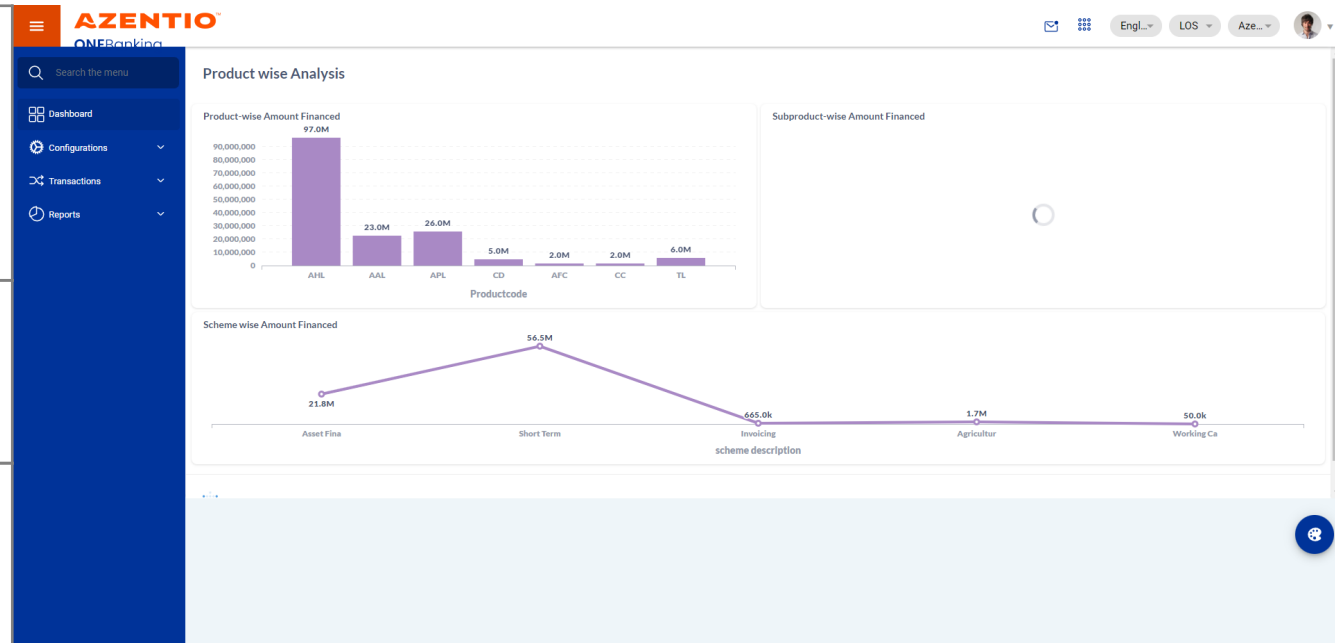 AZENTIO
ONEBanking
Engl...
LOS
Aze...
Search the menu
Dashboard
Configurations
Transactions
Reports
Product wise Analysis
Product-wise Amount Financed
97.0M
90,000,000
80,000,000
70,000,000
60,000,000
50,000,000
40,000,000
30,000,000
20,000,000
10,000,000
0
23.0M
26.0M
5.0M
2.0M
2.0M
6.0M
AHL AAL APL CD AFC CC TL
Productcode
Subproduct-wise Amount Financed
Scheme wise Amount Financed
56.5M
21.8M
665.0k
1.7M
50.0k
Asset Fina Short Term Invoicing Agricultur Working Ca
scheme description